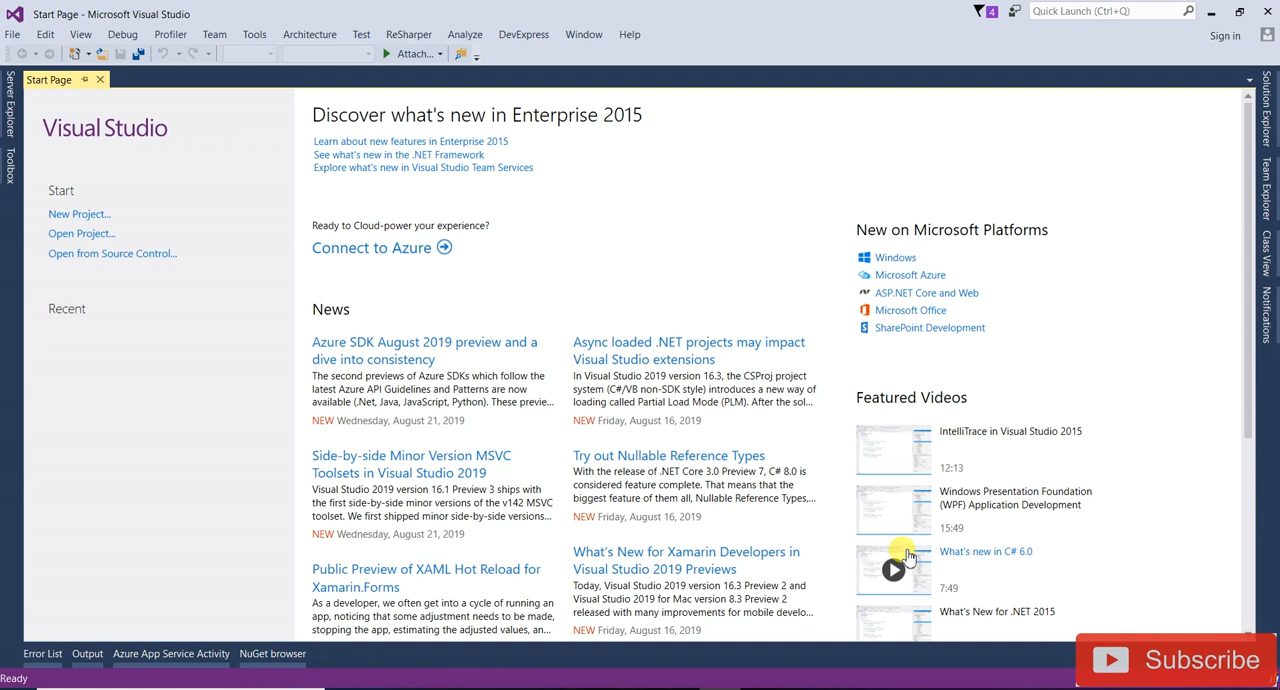 Start Page - Microsoft Visual Studio
4
Quick Launch (Ctrl+Q)
File Edit View Debug Profiler Team Tools Architecture Test ReSharper Analyze DevExpress Window Help
Sign in
Attach...
Server Explorer
Toolbox
Start Page
Solution Explorer
Team Explorer
Class View
Notifications
Visual Studio
Start
New Project...
Open Project...
Open from Source Control...
Recent
Discover what's new in Enterprise 2015
Learn about new features in Enterprise 2015
See what's new in the .NET Framework
Explore what's new in Visual Studio Team Services
Ready to Cloud-power your experience?
Connect to Azure
News
Azure SDK August 2019 preview and a
dive into consistency
The second previews of Azure SDKs which follow the
latest Azure API Guidelines and Patterns are now
available (.Net, Java, JavaScript, Python). These previe...
NEW Wednesday, August 21, 2019
Side-by-side Minor Version MSVC
Toolsets in Visual Studio 2019
Visual Studio 2019 version 16.1 Preview 3 ships with
the first side-by-side minor versions of the v142 MSVC
toolset. We first shipped minor side-by-side versions...
NEW Wednesday, August 21, 2019
Public Preview of XAML Hot Reload for
Xamarin.Forms
As a developer, we often get into a cycle of running an
app, noticing that some adjustment needs to be made,
stopping the app, estimating the adjusted values, an...
Async loaded .NET projects may impact
Visual Studio extensions
In Visual Studio 2019 version 16.3, the CSProj project
system (C#/VB non-SDK style) introduces a new way of
loading called Partial Load Mode (PLM). After the sol...
NEW Friday, August 16, 2019
Try out Nullable Reference Types
With the release of .NET Core 3.0 Preview 7, C# 8.0 is
considered feature complete. That means that the
biggest feature of them all, Nullable Reference Types,...
NEW Friday, August 16, 2019
What's New for Xamarin Developers in
Visual Studio 2019 Previews
Today, Visual Studio 2019 version 16.3 Preview 2 and
Visual Studio 2019 for Mac version 8.3 Preview 2
released with many improvements for mobile develo...
NEW Friday, August 16, 2019
New on Microsoft Platforms
Windows
Microsoft Azure
ASP.NET Core and Web
Microsoft Office
SharePoint Development
Featured Videos
IntelliTrace in Visual Studio 2015
12:13
Windows Presentation Foundation
(WPF) Application Development
15:49
What's new in C# 6.0
7:49
What's New for .NET 2015
Error List Output Azure App Service Activity NuGet browser
Ready
Subscribe